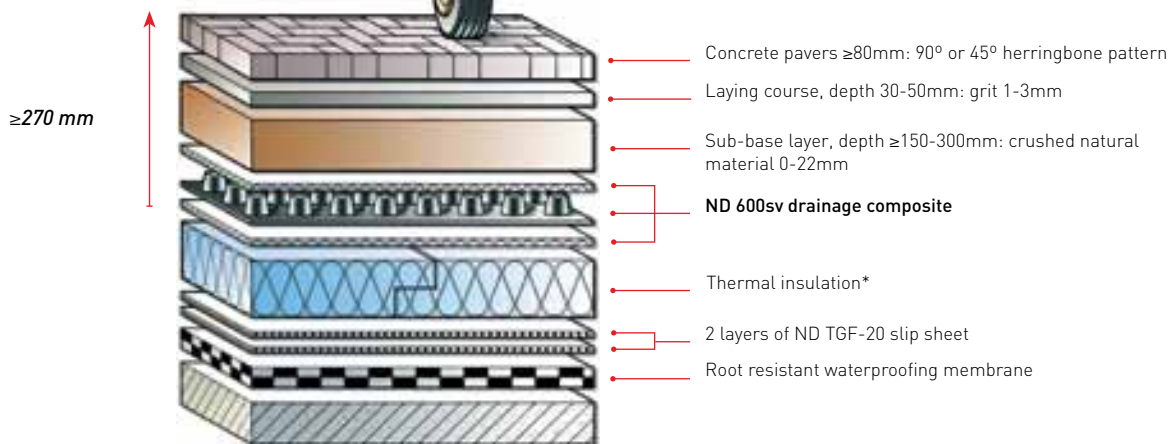 Concrete pavers ≥80mm: 90º or 45º herringbone pattern
Laying course, depth 30-50mm: grit 1-3mm
≥270 mm
Sub-base layer, depth ≥150-300mm: crushed natural
material 0-22mm
ND 600sv drainage composite
Thermal insulation*
2 layers of ND TGF-20 slip sheet
Root resistant waterproofing membrane